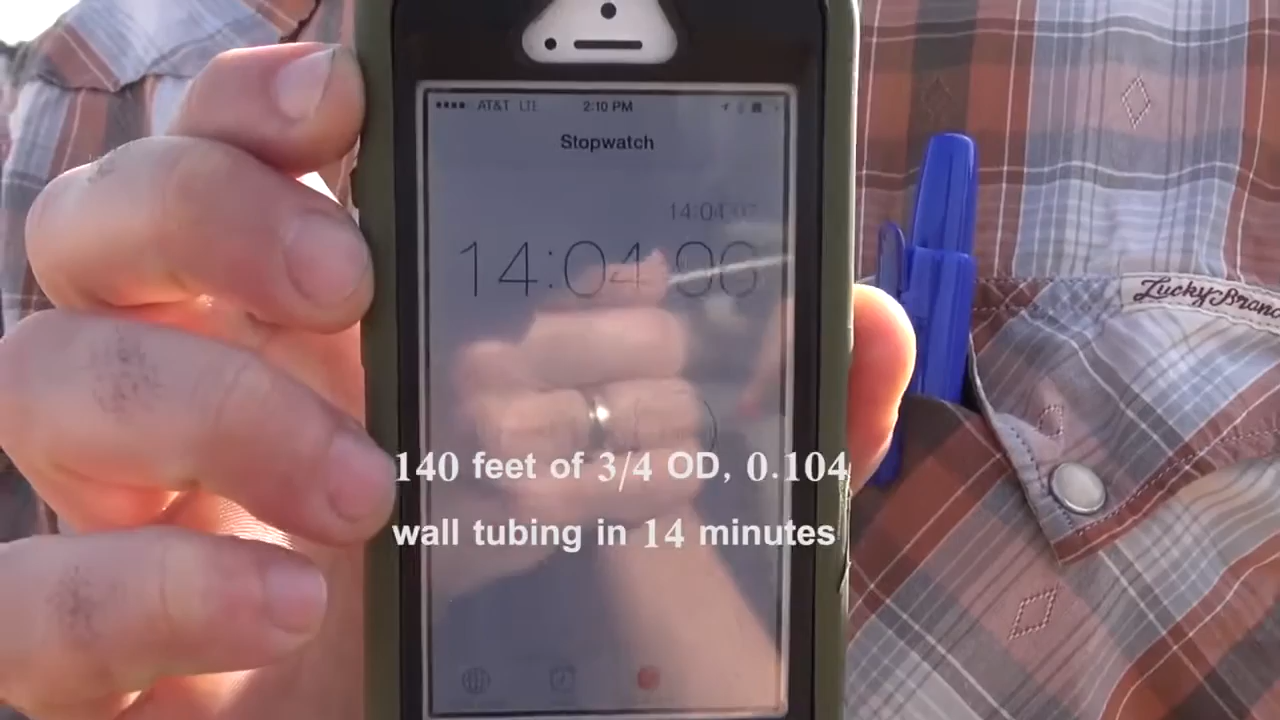 AT&T LTE 2:10 PM
Stopwatch
14:04.07
14:04.06
Lucky Brand
140 feet of 3/4 OD, 0.104
wall tubing in 14 minutes